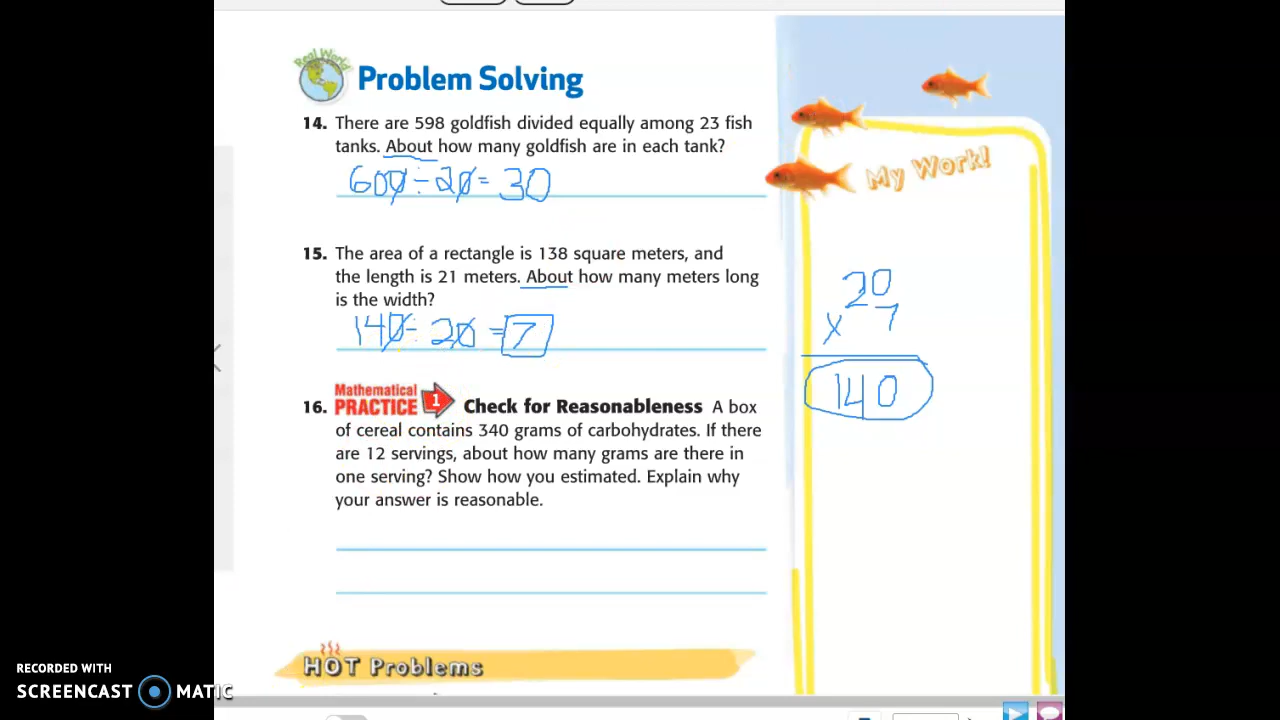 Real World
Problem Solving
14. There are 598 goldfish divided equally among 23 fish
tanks. About how many goldfish are in each tank?
600 ÷ 20 = 30
My Work!
15. The area of a rectangle is 138 square meters, and
the length is 21 meters. About how many meters long
is the width?
140 ÷ 20 = 7
20
x 7
140
Mathematical
16. PRACTICE 1 Check for Reasonableness A box
of cereal contains 340 grams of carbohydrates. If there
are 12 servings, about how many grams are there in
one serving? Show how you estimated. Explain why
your answer is reasonable.
HOT Problems
RECORDED WITH
SCREENCAST MATIC